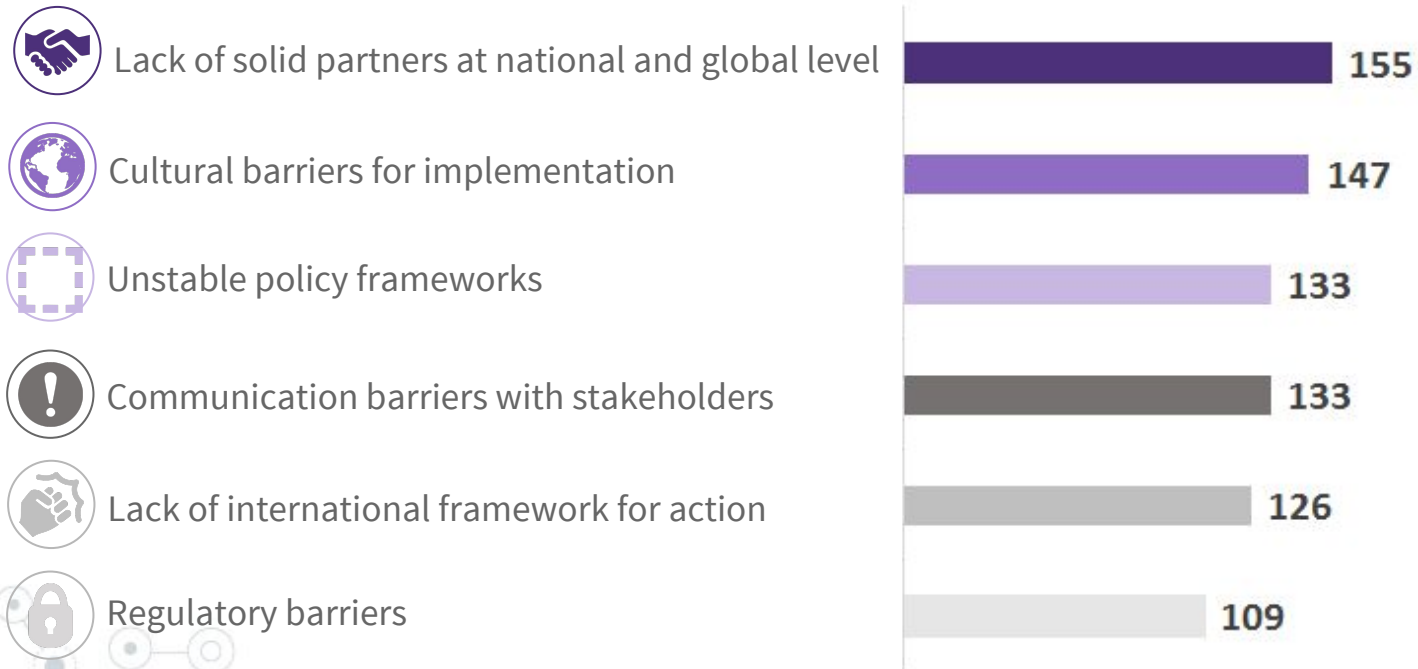 Lack of solid partners at national and global level 155
Cultural barriers for implementation 147
Unstable policy frameworks 133
Communication barriers with stakeholders 133
Lack of international framework for action 126
Regulatory barriers 109